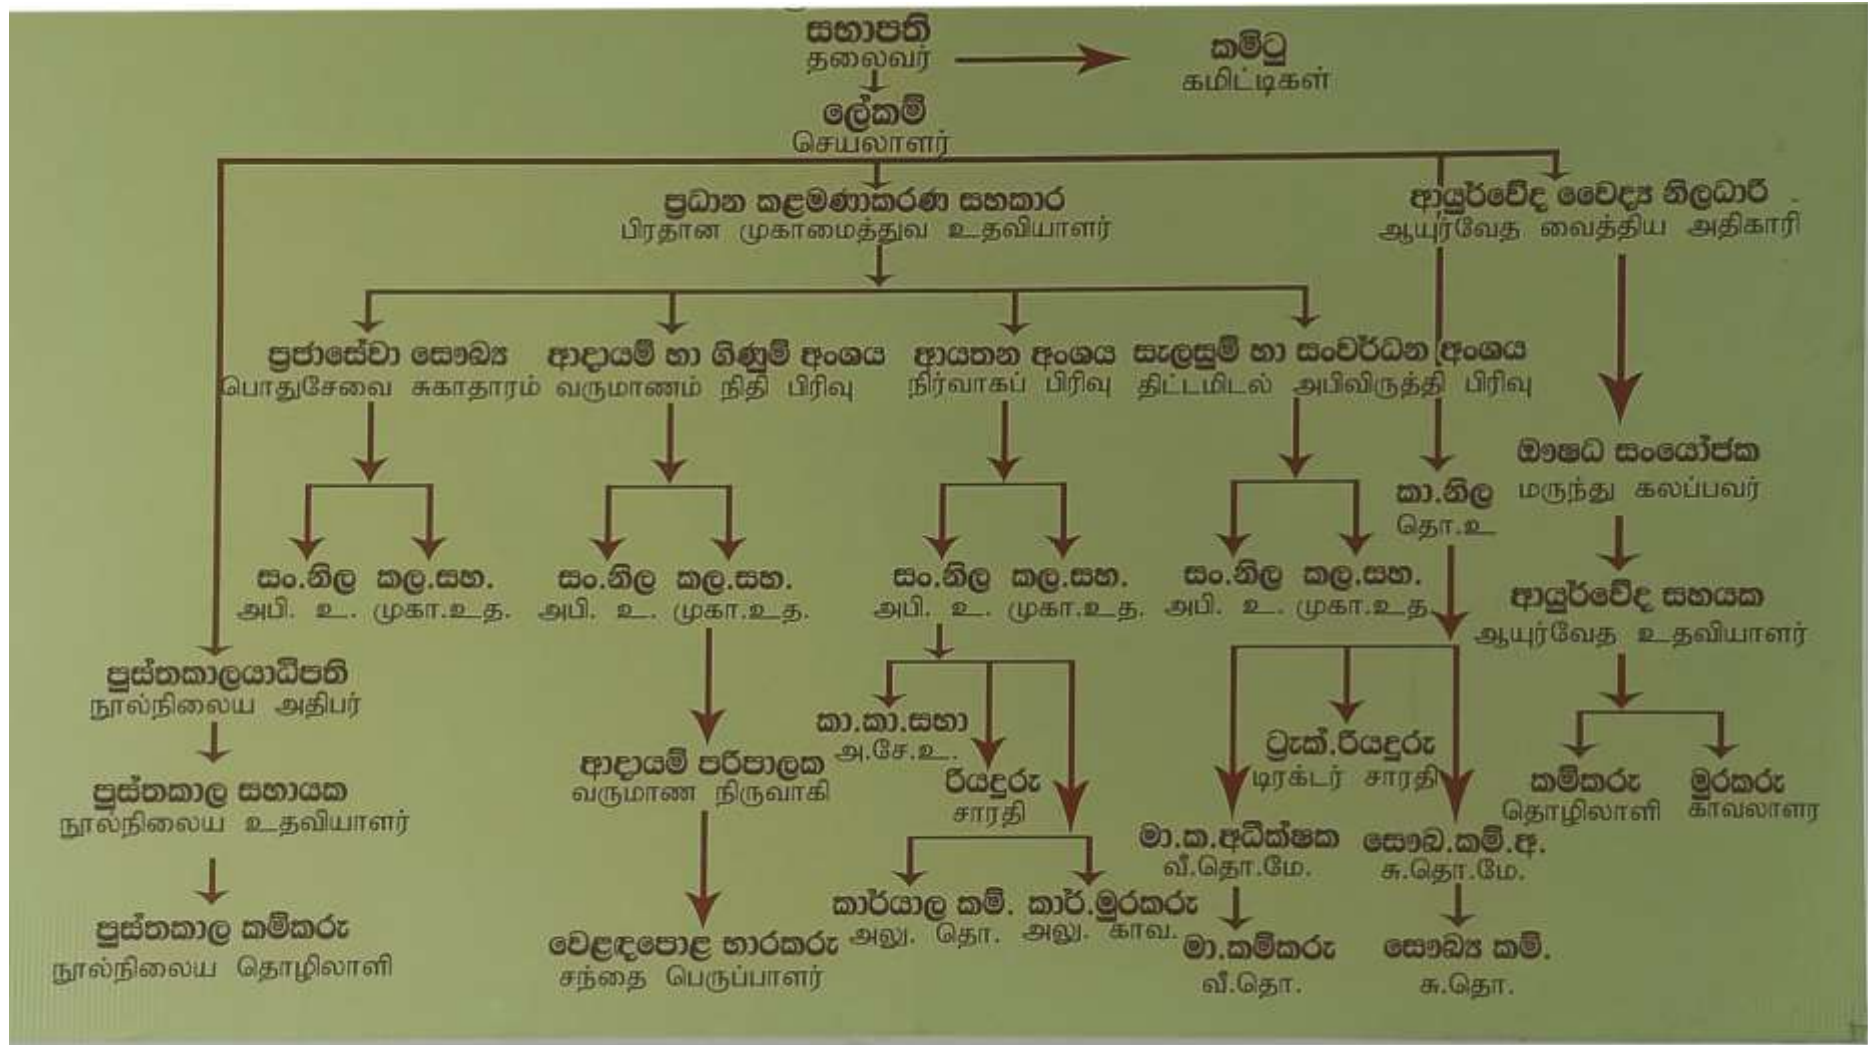 සභාපති
தலைவர்
කමිටු
கமிட்டிகள்
ලේකම්
செயலாளர்
ප්‍රධාන කළමණාකරණ සහකාර
பிரதான முகாமைத்துவ உதவியாளர்
ආයුර්වේද වෛද්‍ය නිලධාරී
ஆயுர்வேத வைத்திய அதிகாரி
ප්‍රජාසේවා සෞඛ්‍ය
பொதுசேவை சுகாதாரம்
ආදායම් හා ගිණුම් අංශය
வருமாணம் நிதி பிரிவு
ආයතන අංශය
நிர்வாகப் பிரிவு
සැලසුම් හා සංවර්ධන අංශය
திட்டமிடல் அபிவிருத்தி பிரிவு
ඖෂධ සංයෝජක
மருந்து கலப்பவர்
කා.නිල
தொ.உ
සං.නිල කල.සහ.
அபி. உ. முகா.உத.
සං.නිල කල.සහ.
அபி. உ. முகா.உத.
සං.නිල කල.සහ.
அபி. உ. முகா.உத.
සං.නිල කල.සහ.
அபி. உ. முகா.உத.
ආයුර්වේද සහයක
ஆயுர்வேத உதவியாளர்
පුස්තකාලයාධිපති
நூல்நிலைய அதிபர்
කා.කා.සභා
அ.சே.உ.
ට්‍රැක්.රියදුරු
டிரக்டர் சாரதி
ආදායම් පරිපාලක
வருமாண நிருவாகி
රියදුරු
சாரதி
කම්කරු
தொழிலாளி
මුරකරු
காவலாளர
පුස්තකාල සහායක
நூல்நிலைய உதவியாளர்
මා.ක.අධීක්ෂක
வீ.தொ.மே.
සෞඛ.කම්.අ.
சு.தொ.மே.
කාර්යාල කම්.
அலு. தொ.
කාර්.මුරකරු
அலு. காவ.
පුස්තකාල කම්කරු
நூல்நிலைய தொழிலாளி
වෙළඳපොළ භාරකරු
சந்தை பெருப்பாளர்
මා.කම්කරු
வீ.தொ.
සෞඛ්‍ය කම්.
சு.தொ.